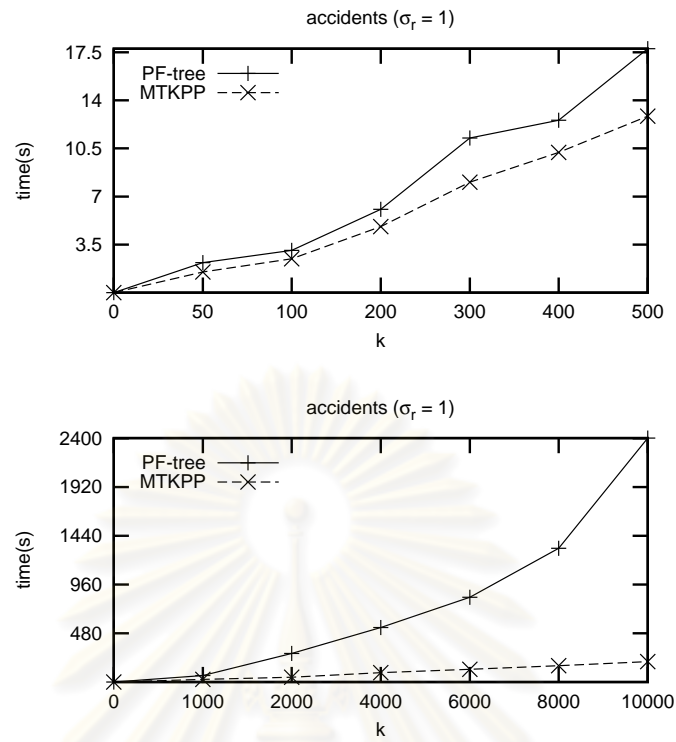 accidents (σr = 1)
17.5
14
10.5
7
3.5
time(s)
PF-tree
MTKPP
0 50 100 200 300 400 500
k
accidents (σr = 1)
2400
1920
1440
960
480
time(s)
PF-tree
MTKPP
0 1000 2000 4000 6000 8000 10000
k